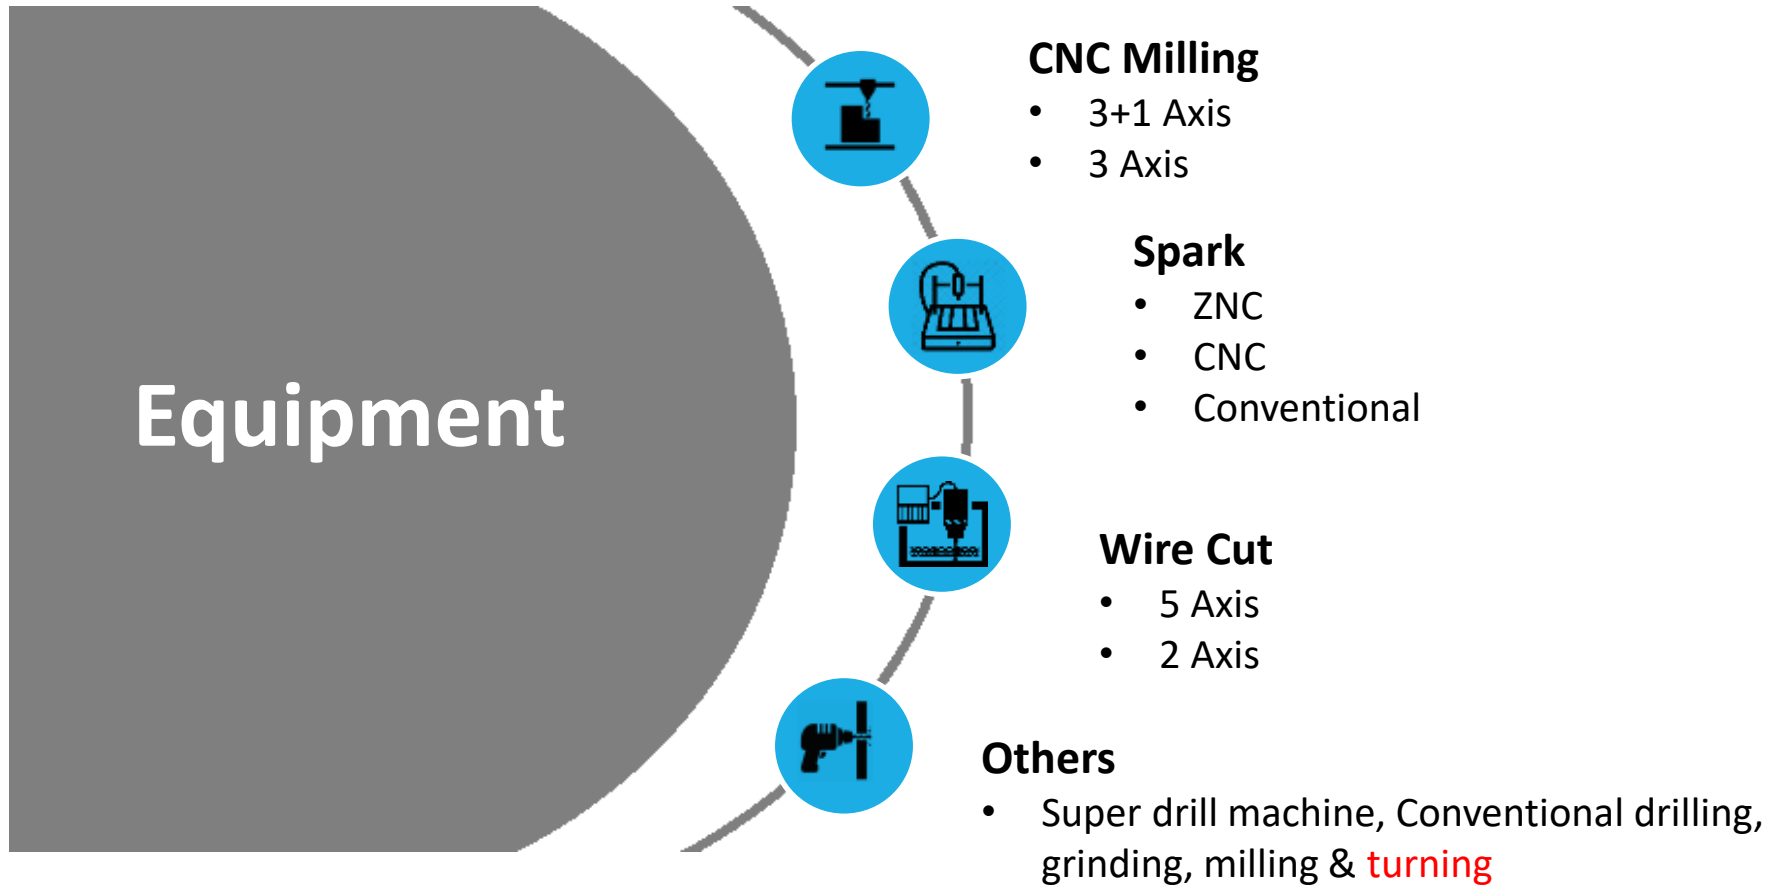 Equipment
CNC Milling
• 3+1 Axis
• 3 Axis
Spark
• ZNC
• CNC
• Conventional
Wire Cut
• 5 Axis
• 2 Axis
Others
• Super drill machine, Conventional drilling,
grinding, milling & turning